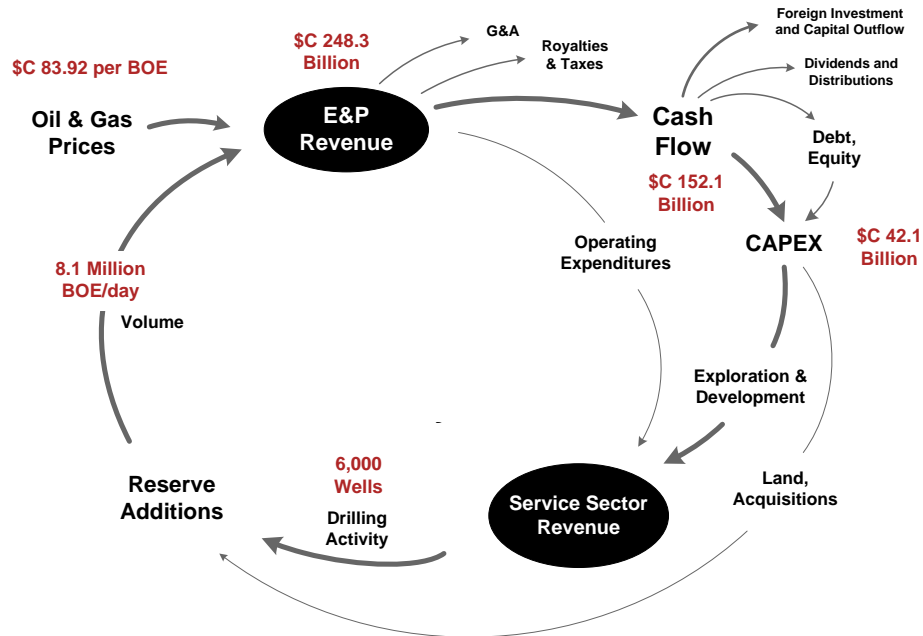 Foreign Investment
and Capital Outflow
G&A
$C 248.3
Billion
Royalties
& Taxes
$C 83.92 per BOE
Dividends and
Distributions
Oil & Gas
Prices
E&P
Revenue
Cash
Flow
Debt,
Equity
$C 152.1
Billion
Operating
Expenditures
CAPEX
$C 42.1
Billion
8.1 Million
BOE/day
Volume
Exploration &
Development
6,000
Wells
Reserve
Additions
Drilling
Activity
Service Sector
Revenue
Land,
Acquisitions